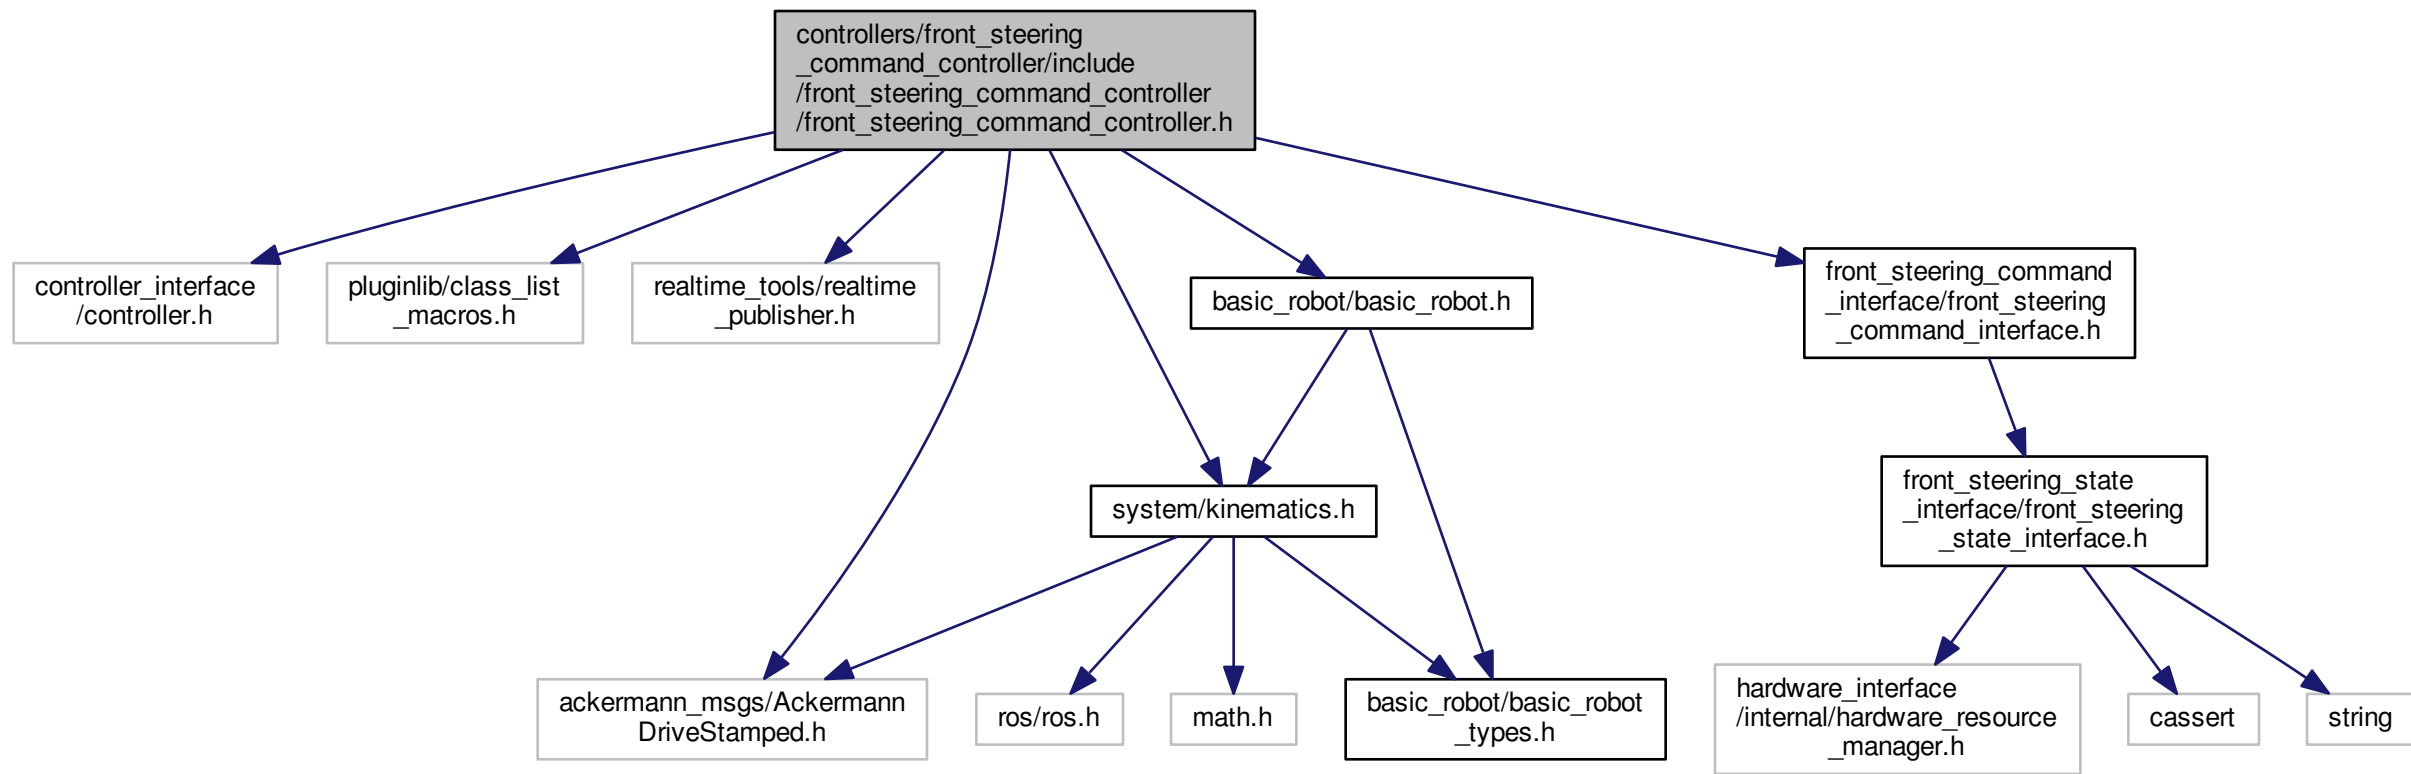 controllers/front_steering
_command_controller/include
/front_steering_command_controller
/front_steering_command_controller.h
controller_interface
/controller.h
pluginlib/class_list
_macros.h
realtime_tools/realtime
_publisher.h
basic_robot/basic_robot.h
front_steering_command
_interface/front_steering
_command_interface.h
system/kinematics.h
front_steering_state
_interface/front_steering
_state_interface.h
ackermann_msgs/Ackermann
DriveStamped.h
ros/ros.h
math.h
basic_robot/basic_robot
_types.h
hardware_interface
/internal/hardware_resource
_manager.h
cassert
string